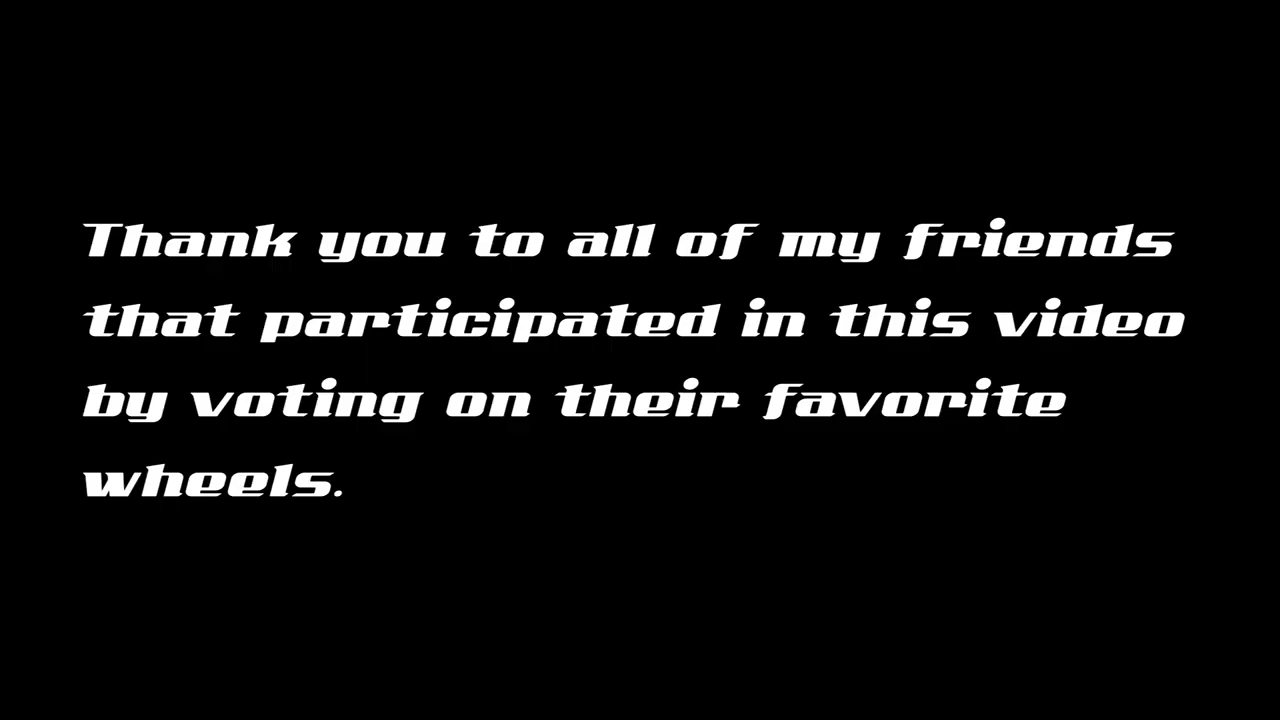 Thank you to all of my friends
that participated in this video
by voting on their favorite
wheels.